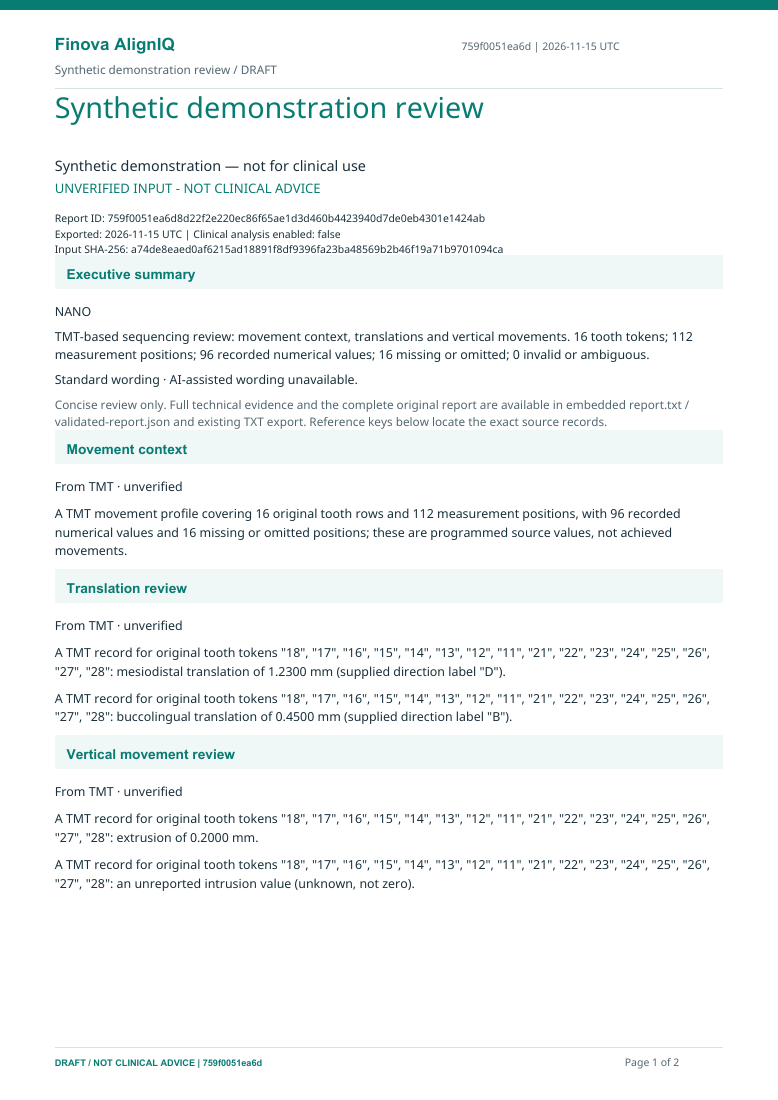 Finova AlignIQ
759f0051ea6d | 2026-11-15 UTC
Synthetic demonstration review / DRAFT
Synthetic demonstration review
Synthetic demonstration — not for clinical use
UNVERIFIED INPUT - NOT CLINICAL ADVICE
Report ID: 759f0051ea6d8d22f2e220ec86f65ae1d3d460b4423940d7de0eb4301e1424ab
Exported: 2026-11-15 UTC | Clinical analysis enabled: false
Input SHA-256: a74de8eaed0af6215ad18891f8df9396fa23ba48569b2b46f19a71b9701094ca
Executive summary
NANO
TMT-based sequencing review: movement context, translations and vertical movements. 16 tooth tokens; 112
measurement positions; 96 recorded numerical values; 16 missing or omitted; 0 invalid or ambiguous.
Standard wording · AI-assisted wording unavailable.
Concise review only. Full technical evidence and the complete original report are available in embedded report.txt /
validated-report.json and existing TXT export. Reference keys below locate the exact source records.
Movement context
From TMT · unverified
A TMT movement profile covering 16 original tooth rows and 112 measurement positions, with 96 recorded
numerical values and 16 missing or omitted positions; these are programmed source values, not achieved
movements.
Translation review
From TMT · unverified
A TMT record for original tooth tokens "18", "17", "16", "15", "14", "13", "12", "11", "21", "22", "23", "24", "25", "26",
"27", "28": mesiodistal translation of 1.2300 mm (supplied direction label "D").
A TMT record for original tooth tokens "18", "17", "16", "15", "14", "13", "12", "11", "21", "22", "23", "24", "25", "26",
"27", "28": buccolingual translation of 0.4500 mm (supplied direction label "B").
Vertical movement review
From TMT · unverified
A TMT record for original tooth tokens "18", "17", "16", "15", "14", "13", "12", "11", "21", "22", "23", "24", "25", "26",
"27", "28": extrusion of 0.2000 mm.
A TMT record for original tooth tokens "18", "17", "16", "15", "14", "13", "12", "11", "21", "22", "23", "24", "25", "26",
"27", "28": an unreported intrusion value (unknown, not zero).
DRAFT / NOT CLINICAL ADVICE | 759f0051ea6d
Page 1 of 2